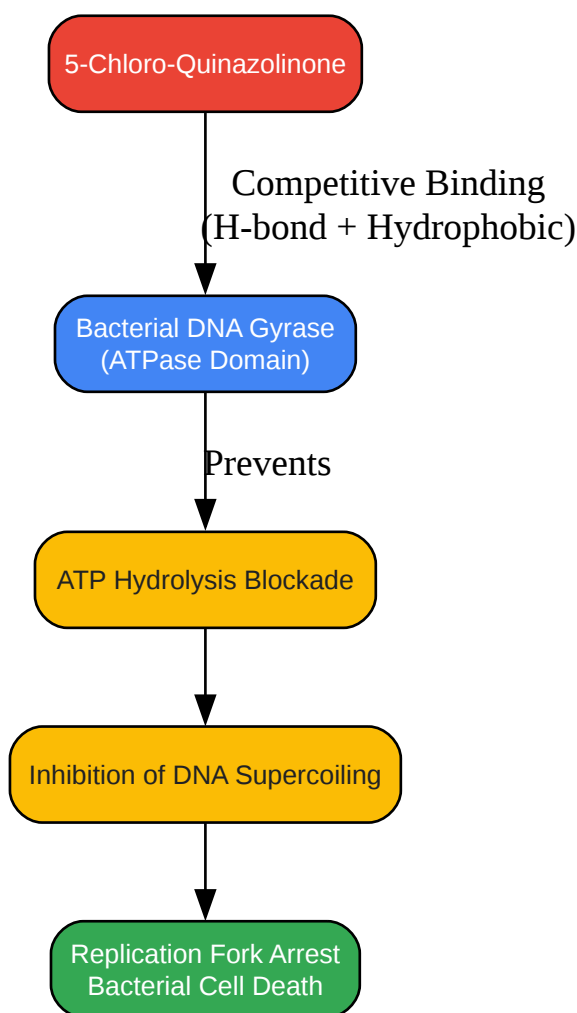 5-Chloro-Quinazolinone
Competitive Binding
(H-bond + Hydrophobic)
Bacterial DNA Gyrase
(ATPase Domain)
Prevents
ATP Hydrolysis Blockade
Inhibition of DNA Supercoiling
Replication Fork Arrest
Bacterial Cell Death